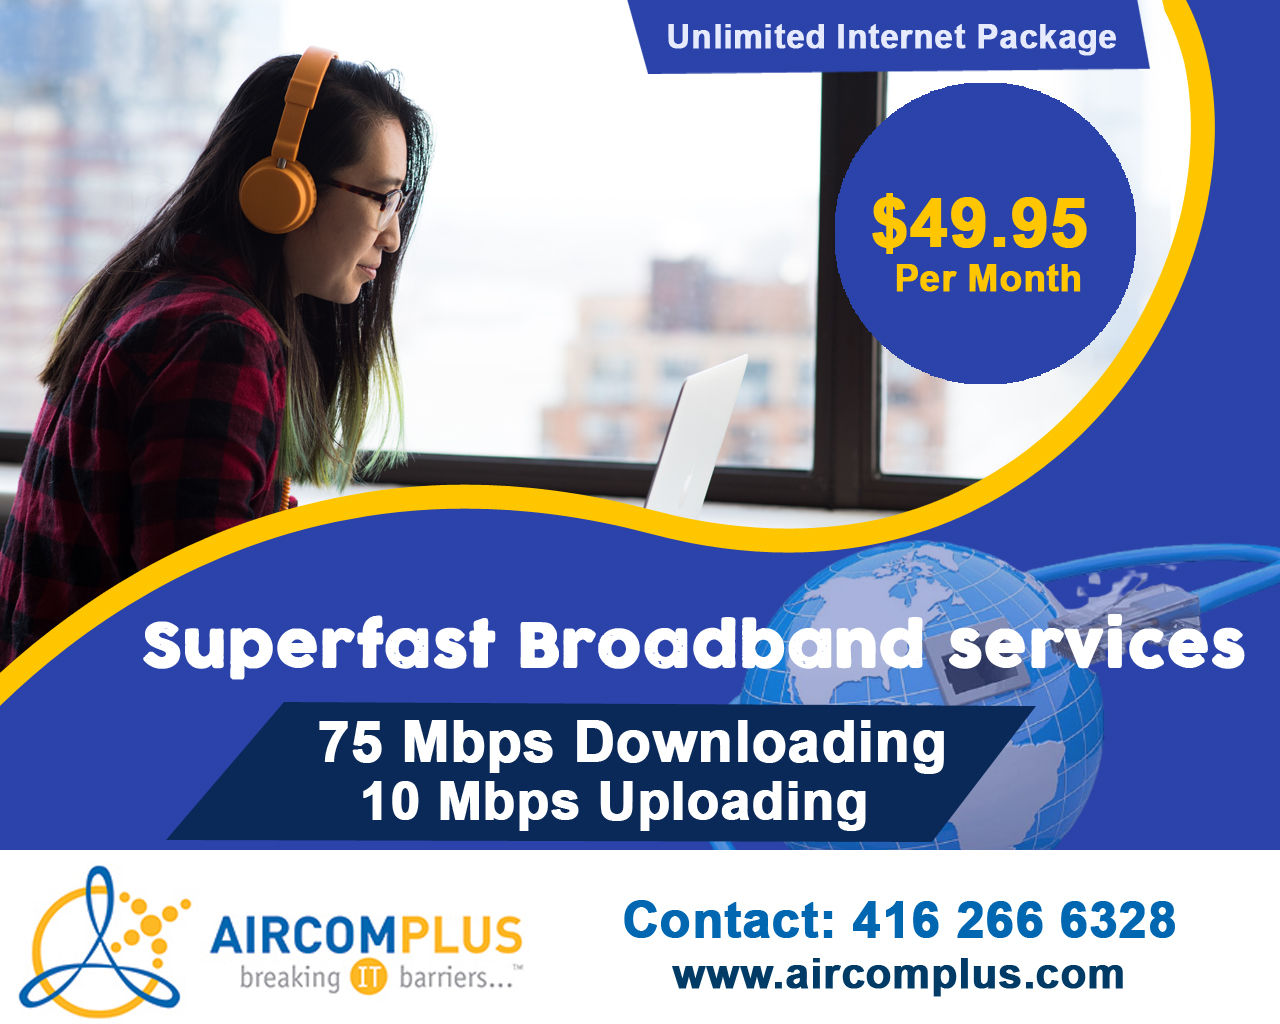 Unlimited Internet Package
$49.95
Per Month
Superfast Broadband services
75 Mbps Downloading
10 Mbps Uploading
AIRCOMPLUS
breaking IT barriers...™
Contact: 416 266 6328
www.aircomplus.com